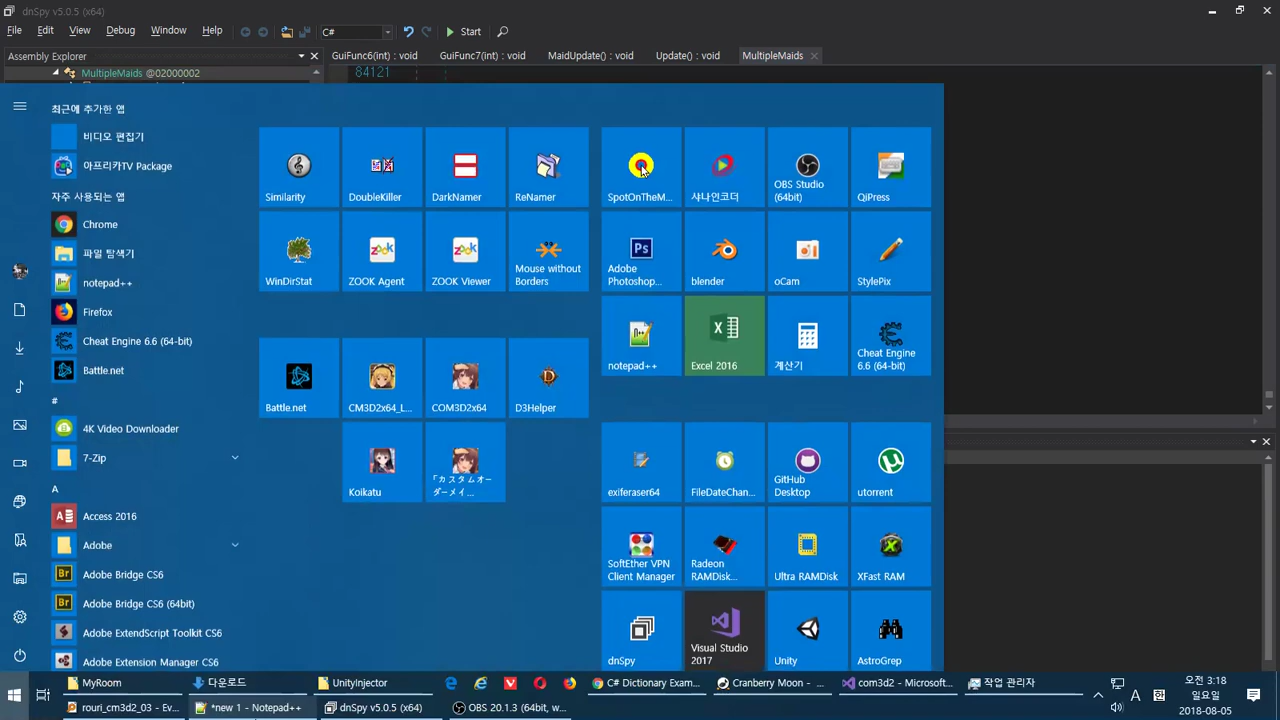 dnSpy v5.0.5 (x64)
File Edit View Debug Window Help C# Start
Assembly Explorer
GuiFunc6(int) : void GuiFunc7(int) : void MaidUpdate() : void Update() : void MultipleMaids
MultipleMaids @02000002
84121
최근에 추가한 앱
비디오 편집기
아프리카TV Package
자주 사용되는 앱
Chrome
파일 탐색기
notepad++
Firefox
Cheat Engine 6.6 (64-bit)
Battle.net
#
4K Video Downloader
7-Zip
A
Access 2016
Adobe
Adobe Bridge CS6
Adobe Bridge CS6 (64bit)
Adobe ExtendScript Toolkit CS6
Adobe Extension Manager CS6
Similarity
DoubleKiller
DarkNamer
ReNamer
WinDirStat
ZOOK Agent
ZOOK Viewer
Mouse without
Borders
Battle.net
CM3D2x64_L...
COM3D2x64
D3Helper
Koikatu
「カスタムオー
ダーメイ...
SpotOnTheM...
샤나인코더
OBS Studio
(64bit)
QiPress
Adobe
Photoshop...
blender
oCam
StylePix
notepad++
Excel 2016
계산기
Cheat Engine
6.6 (64-bit)
exiferaser64
FileDateChan...
GitHub
Desktop
utorrent
SoftEther VPN
Client Manager
Radeon
RAMDisk...
Ultra RAMDisk
XFast RAM
dnSpy
Visual Studio
2017
Unity
AstroGrep
MyRoom
다운로드
UnityInjector
C# Dictionary Exam...
Cranberry Moon - ...
com3d2 - Microsoft...
작업 관리자
rouri_cm3d2_03 - Ev...
*new 1 - Notepad++
dnSpy v5.0.5 (x64)
OBS 20.1.3 (64bit, w...
A 한
오전 3:18
일요일
2018-08-05